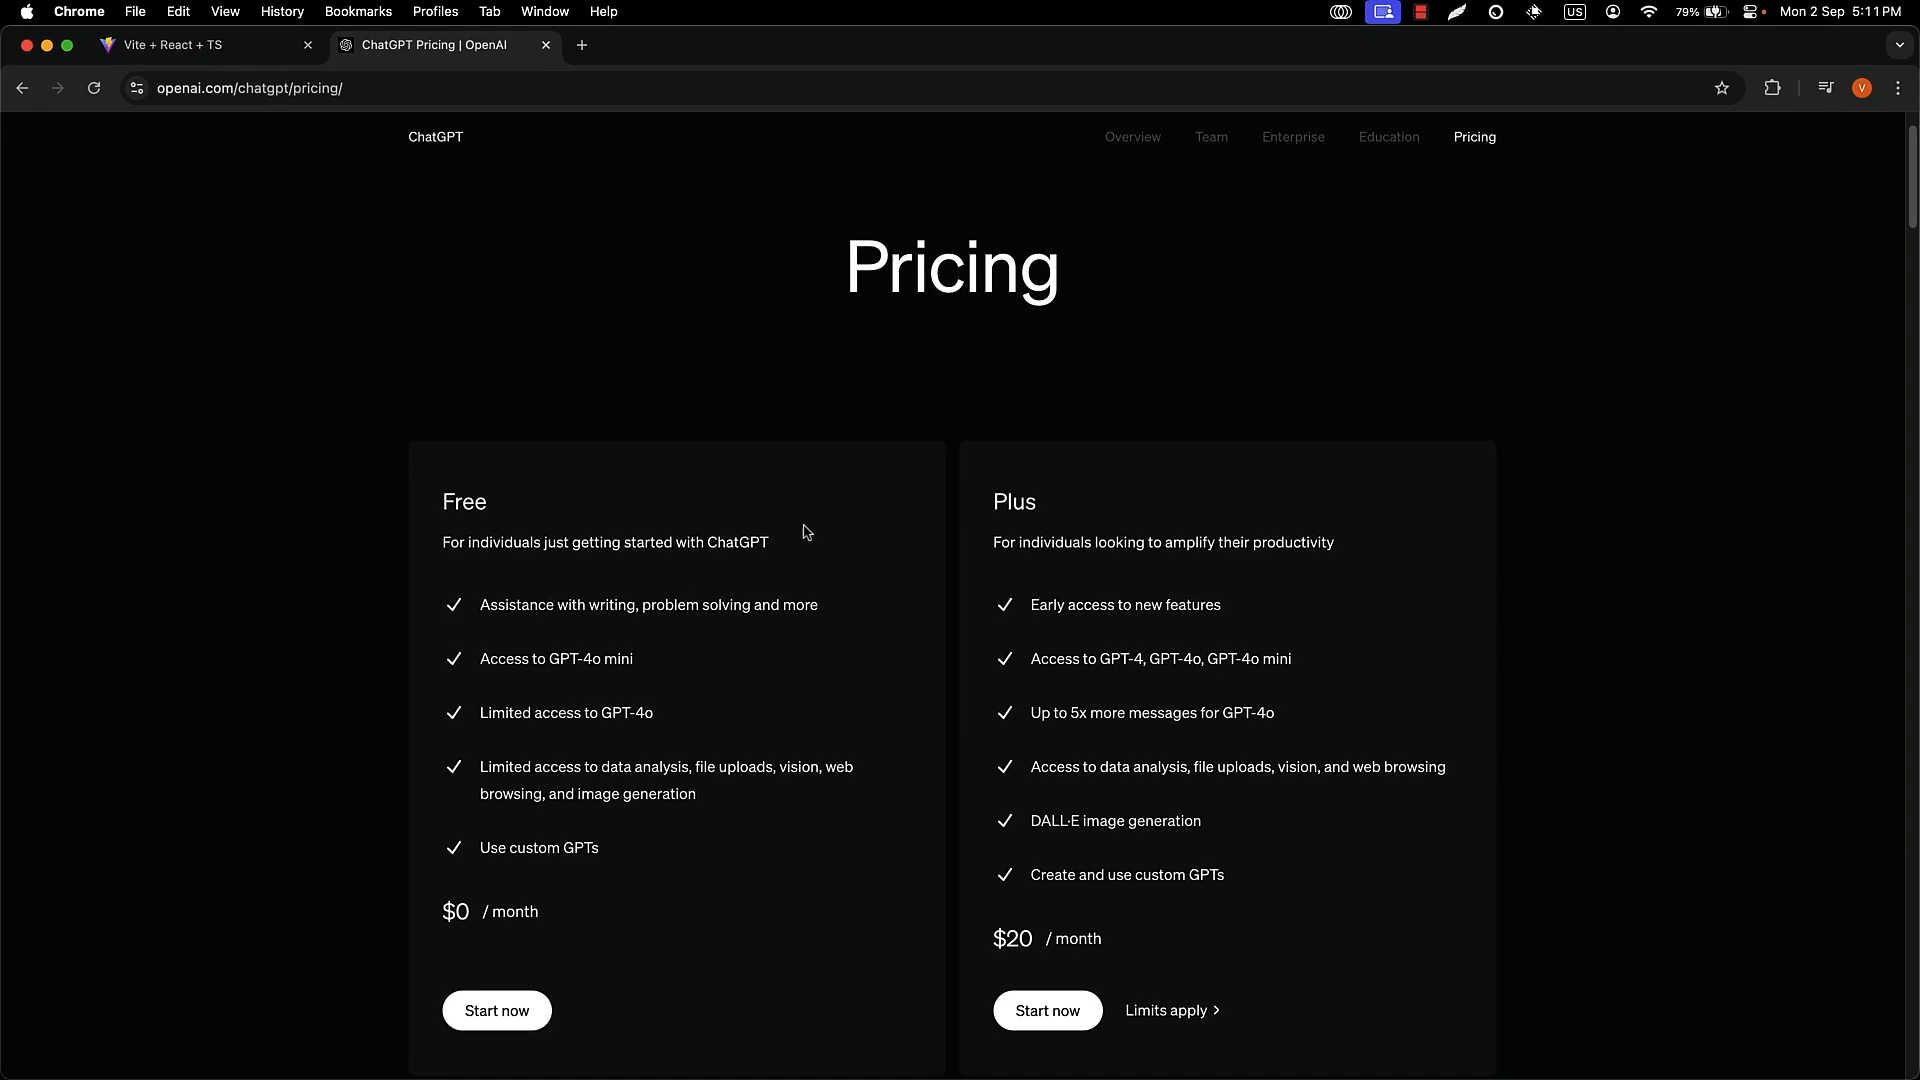 Chrome File Edit View History Bookmarks Profiles Tab Window Help US 79% Mon 2 Sep 5:11 PM
Vite + React + TS ChatGPT Pricing | OpenAI
openai.com/chatgpt/pricing/ V
ChatGPT Overview Team Enterprise Education Pricing
Pricing
Free
For individuals just getting started with ChatGPT
Assistance with writing, problem solving and more
Access to GPT-4o mini
Limited access to GPT-4o
Limited access to data analysis, file uploads, vision, web
browsing, and image generation
Use custom GPTs
$0 / month
Start now
Plus
For individuals looking to amplify their productivity
Early access to new features
Access to GPT-4, GPT-4o, GPT-4o mini
Up to 5x more messages for GPT-4o
Access to data analysis, file uploads, vision, and web browsing
DALL·E image generation
Create and use custom GPTs
$20 / month
Start now Limits apply >